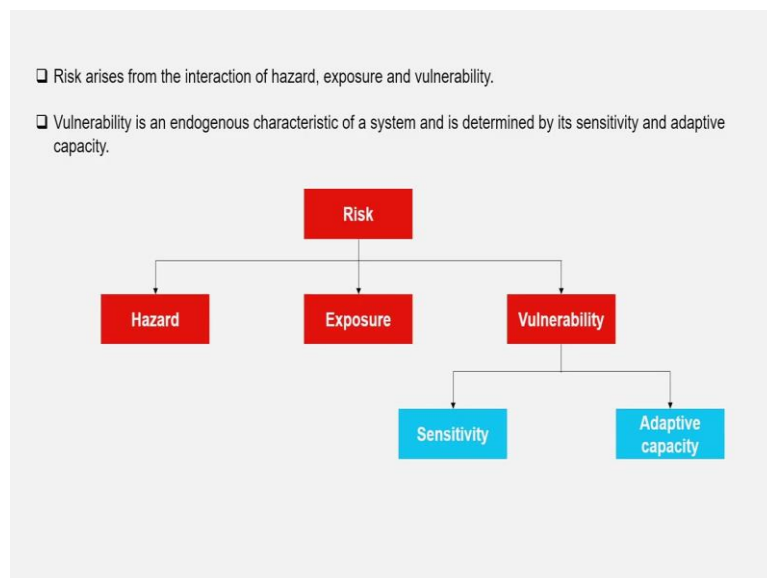 ❑ Risk arises from the interaction of hazard, exposure and vulnerability.
❑ Vulnerability is an endogenous characteristic of a system and is determined by its sensitivity and adaptive
capacity.
Risk
Hazard
Exposure
Vulnerability
Sensitivity
Adaptive
capacity